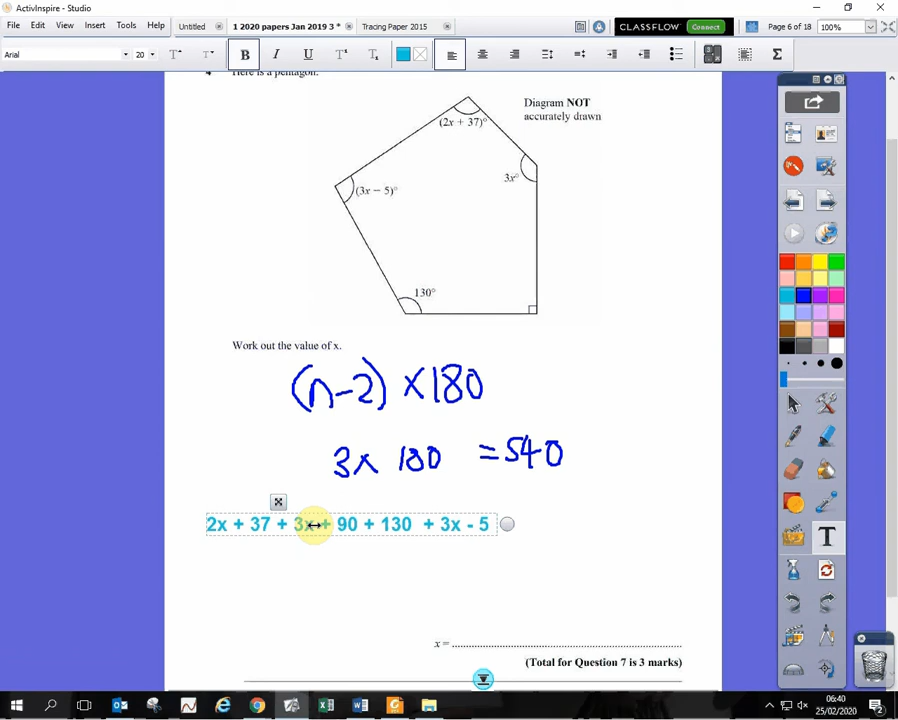 ActivInspire - Studio
File Edit View Insert Tools Help Untitled 1 2020 papers Jan 2019 3 * Tracing Paper 2015 CLASSFLOW Connect Page 6 of 18 100%
Arial 20 B I U
Here is a pentagon.
Diagram NOT
accurately drawn
(2x + 37)°
3x°
(3x − 5)°
130°
Work out the value of x.
(n-2) ×180
3x 180 =540
2x + 37 + 3x + 90 + 130 + 3x - 5
x = ........................................................
(Total for Question 7 is 3 marks)
06:40
25/02/2020